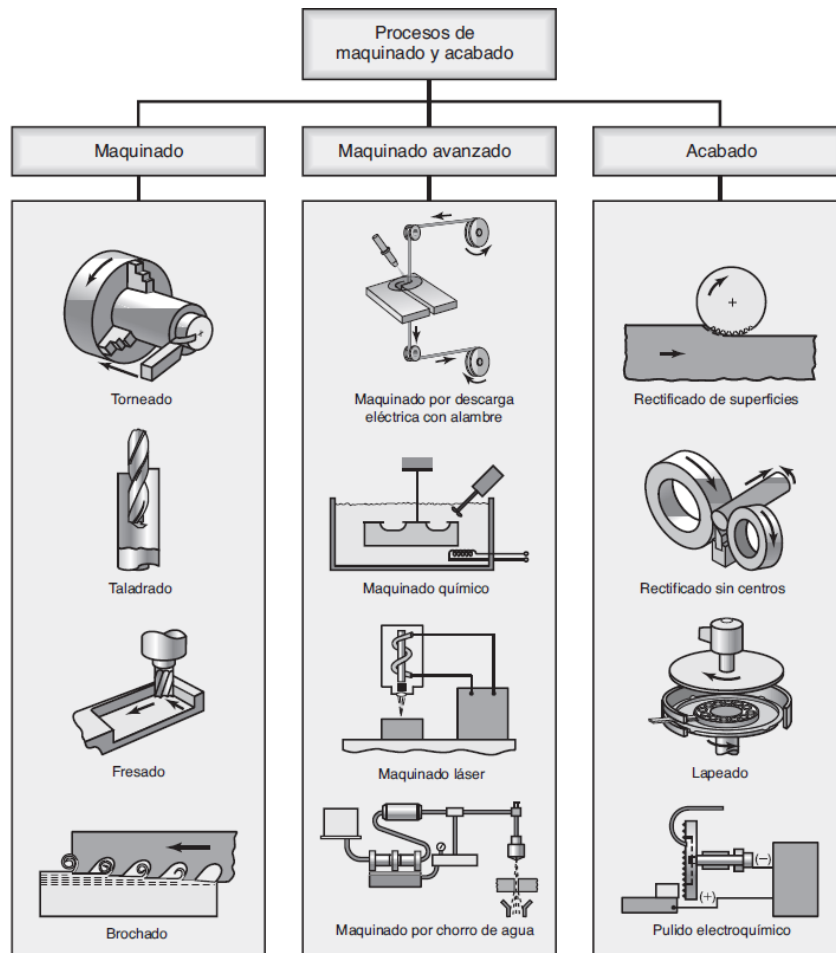 Procesos de
maquinado y acabado
Maquinado
Maquinado avanzado
Acabado
Torneado
Taladrado
Fresado
Brochado
Maquinado por descarga
eléctrica con alambre
Maquinado químico
Maquinado láser
Maquinado por chorro de agua
Rectificado de superficies
Rectificado sin centros
Lapeado
(−)
(+)
Pulido electroquímico